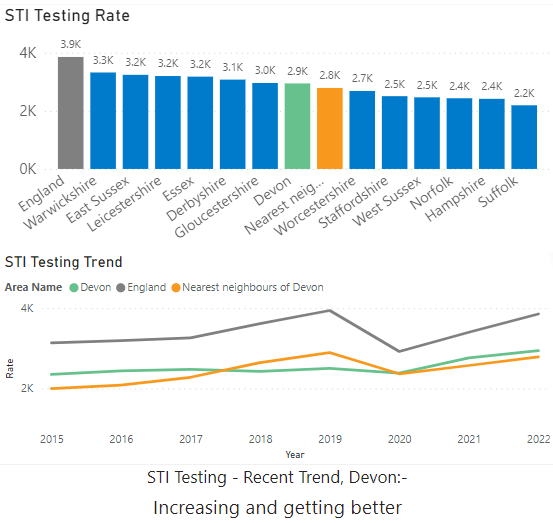 STI Testing Rate
4K
2K
0K
3.9K
3.3K
3.2K
3.2K
3.2K
3.1K
3.0K
2.9K
2.8K
2.7K
2.5K
2.5K
2.4K
2.4K
2.2K
England
Warwickshire
East Sussex
Leicestershire
Essex
Derbyshire
Gloucestershire
Devon
Nearest neig...
Worcestershire
Staffordshire
West Sussex
Norfolk
Hampshire
Suffolk
STI Testing Trend
Area Name Devon England Nearest neighbours of Devon
4K
2K
Rate
2015 2016 2017 2018 2019 2020 2021 2022
Year
STI Testing - Recent Trend, Devon:-
Increasing and getting better